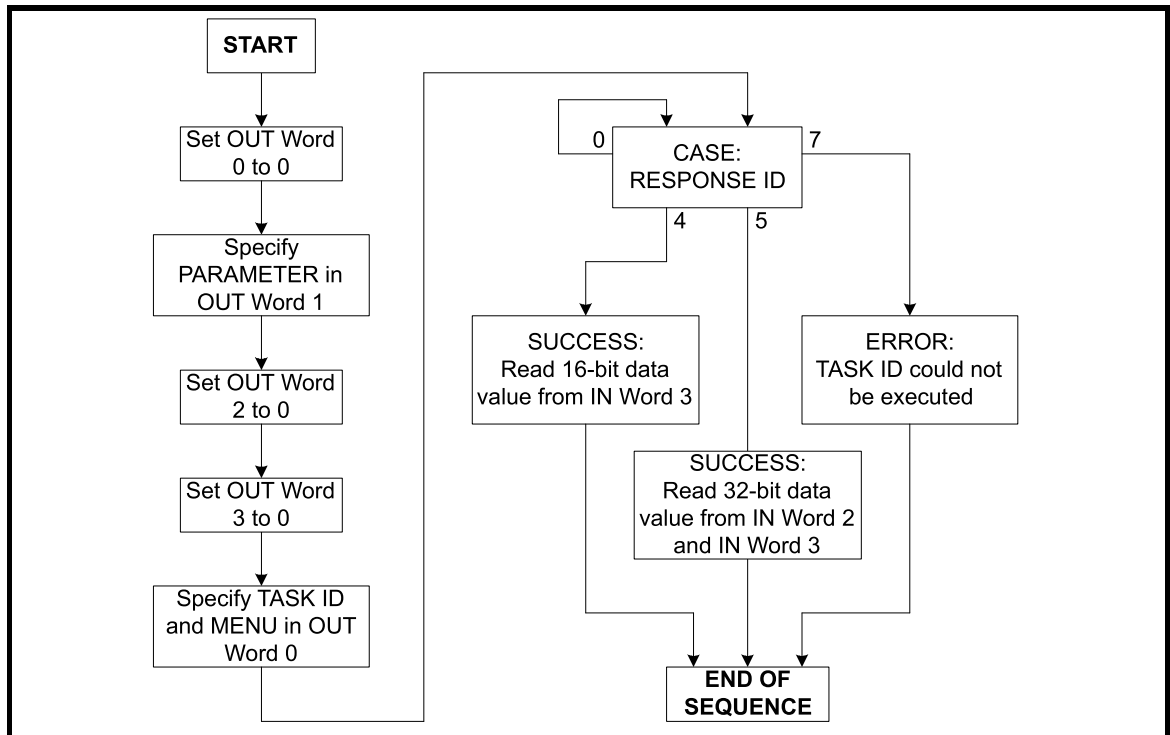 START
Set OUT Word
0 to 0
Specify
PARAMETER in
OUT Word 1
Set OUT Word
2 to 0
Set OUT Word
3 to 0
Specify TASK ID
and MENU in OUT
Word 0
0
CASE:
RESPONSE ID
7
4
5
SUCCESS:
Read 16-bit data
value from IN Word 3
SUCCESS:
Read 32-bit data
value from IN Word 2
and IN Word 3
ERROR:
TASK ID could not
be executed
END OF
SEQUENCE